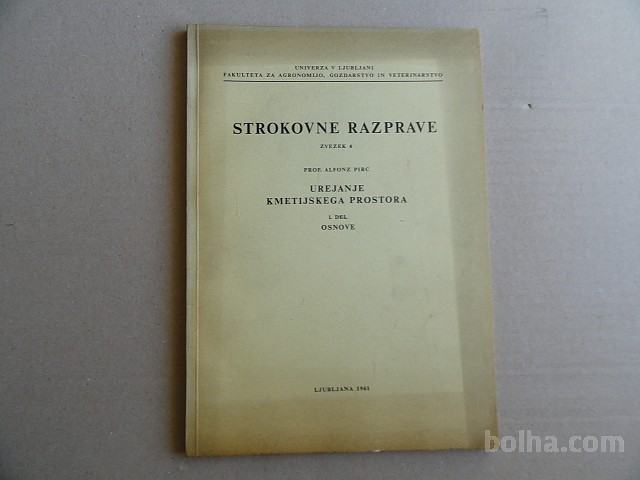 UNIVERZA V LJUBLJANI
FAKULTETA ZA AGRONOMIJO, GOZDARSTVO IN VETERINARSTVO
STROKOVNE RAZPRAVE
ZVEZEK 4
PROF. ALFONZ PIRC
UREJANJE
KMETIJSKEGA PROSTORA
I. DEL
OSNOVE
LJUBLJANA 1961
bolha.com